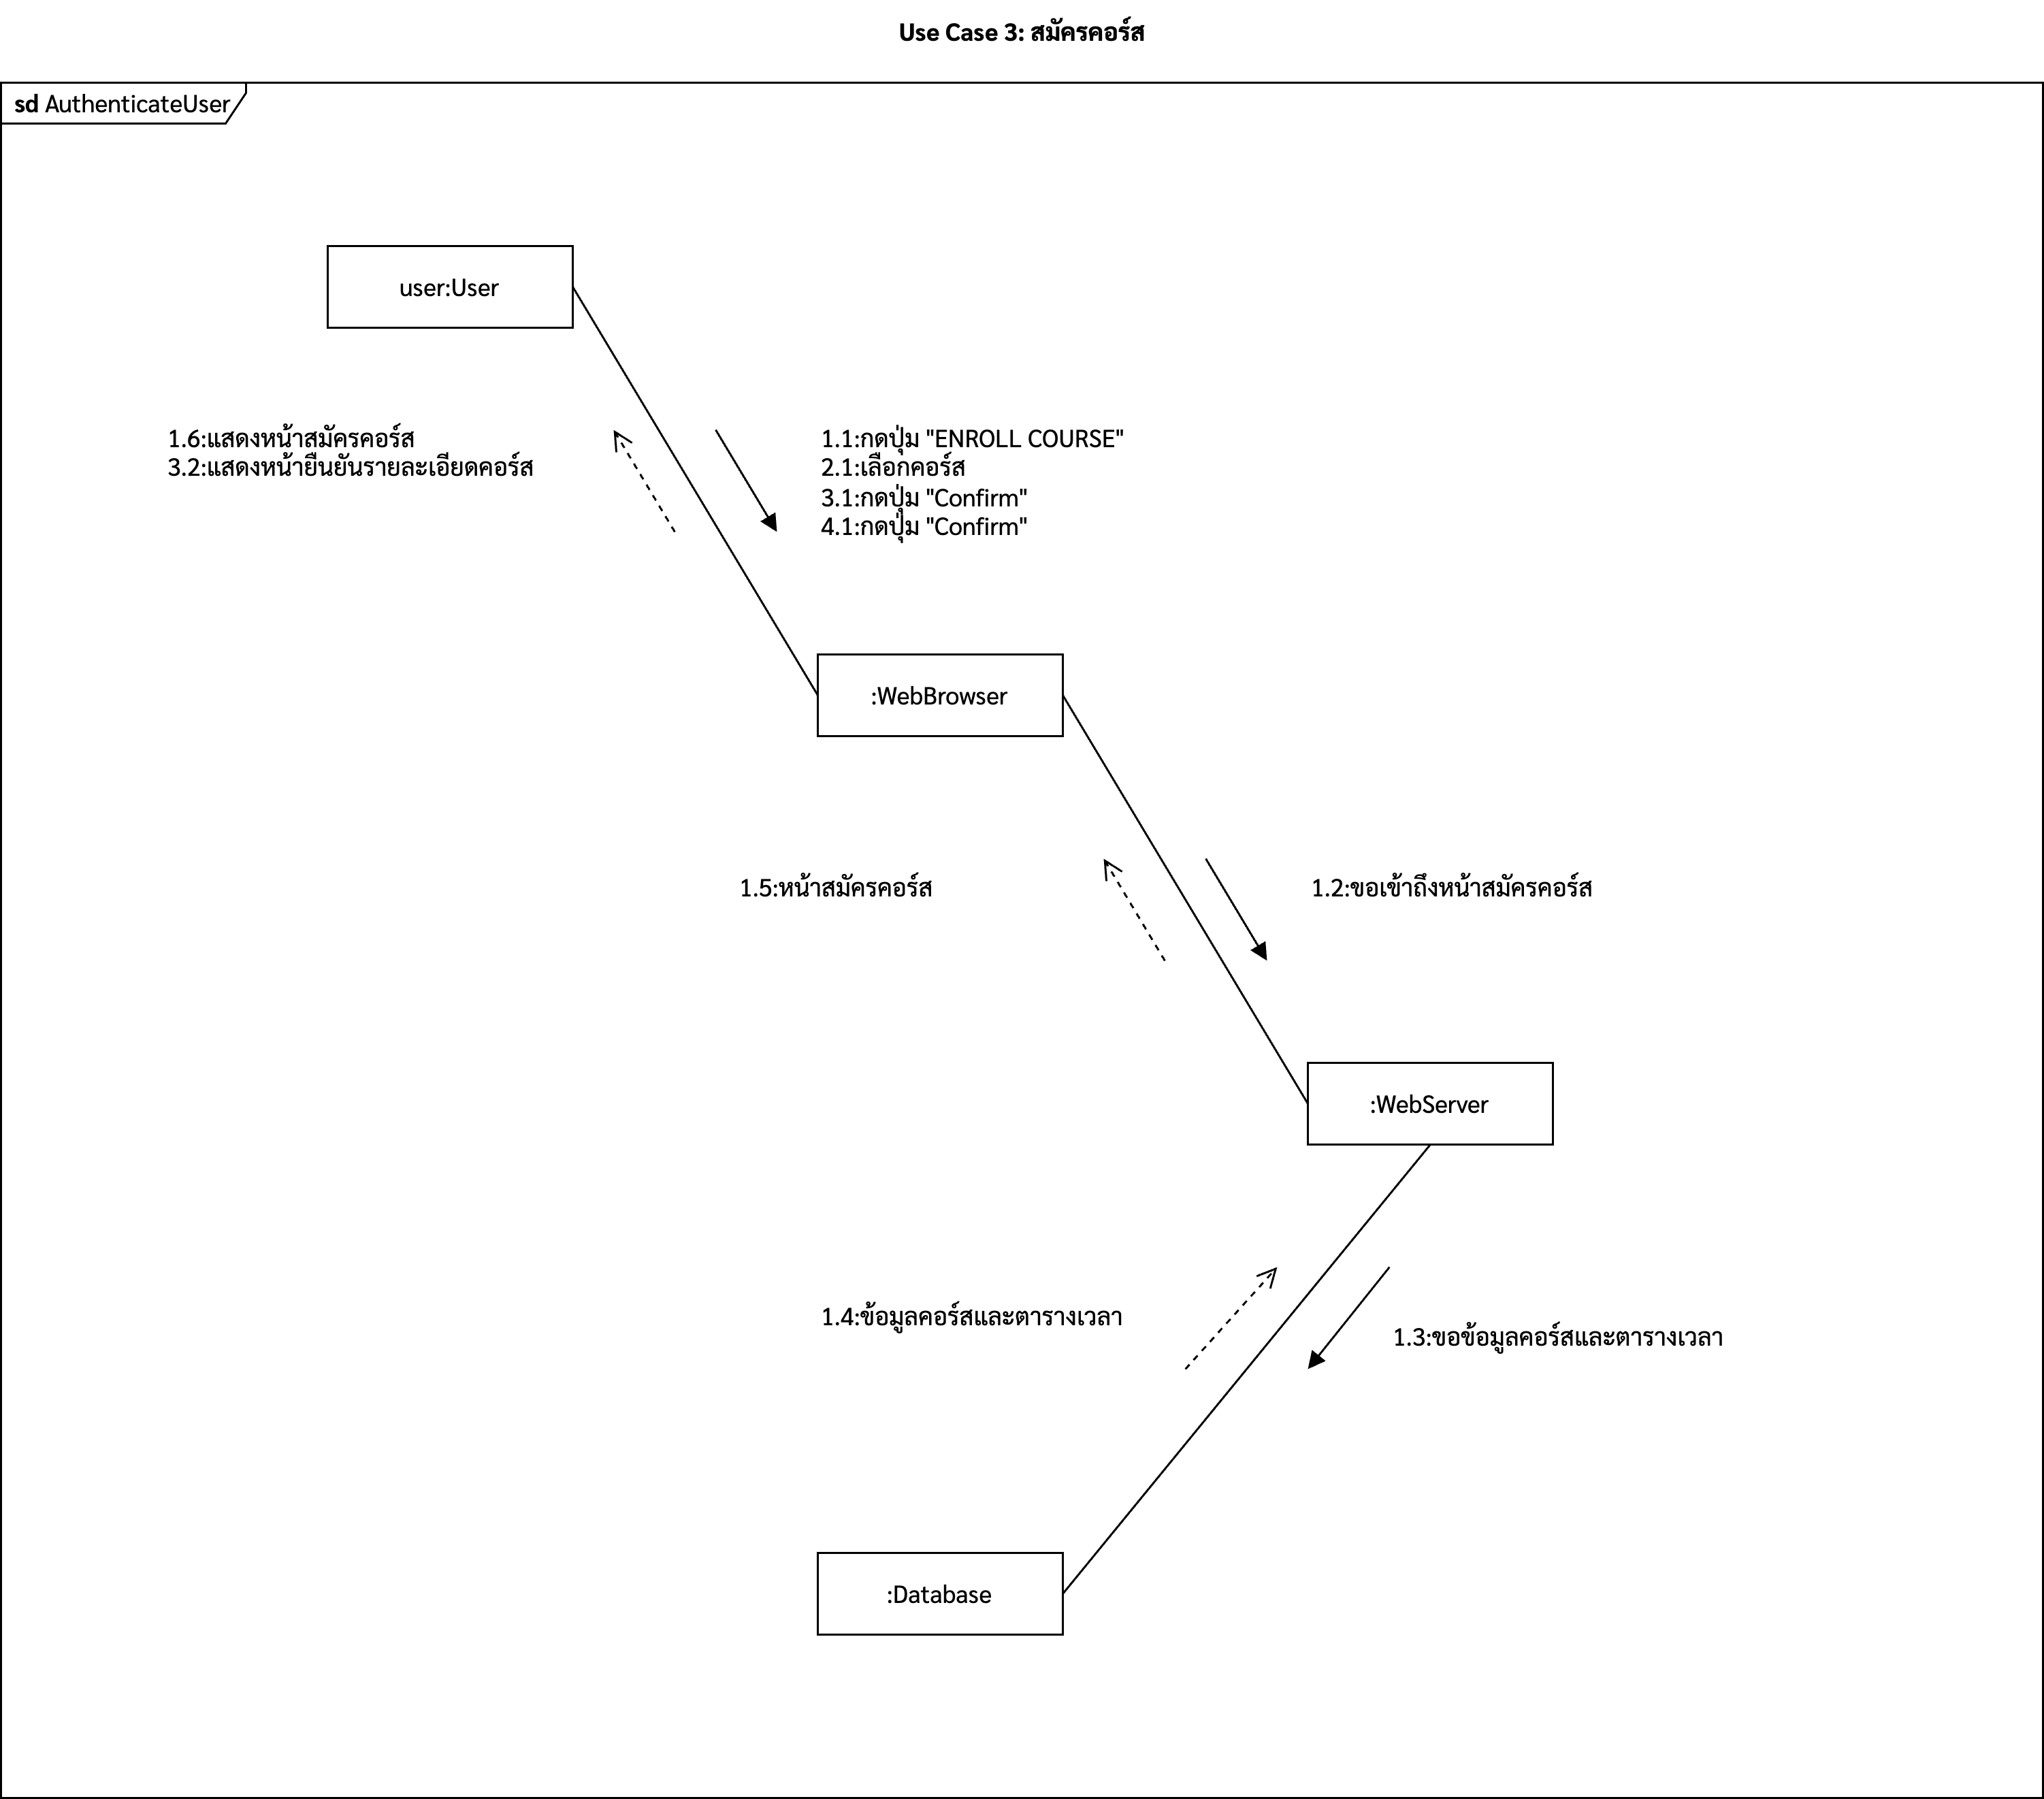 Use Case 3: สมัครคอร์ส
sd AuthenticateUser
user:User
1.6:แสดงหน้าสมัครคอร์ส
3.2:แสดงหน้ายืนยันรายละเอียดคอร์ส
1.1:กดปุ่ม "ENROLL COURSE"
2.1:เลือกคอร์ส
3.1:กดปุ่ม "Confirm"
4.1:กดปุ่ม "Confirm"
:WebBrowser
1.5:หน้าสมัครคอร์ส
1.2:ขอเข้าถึงหน้าสมัครคอร์ส
:WebServer
1.4:ข้อมูลคอร์สและตารางเวลา
1.3:ขอข้อมูลคอร์สและตารางเวลา
:Database